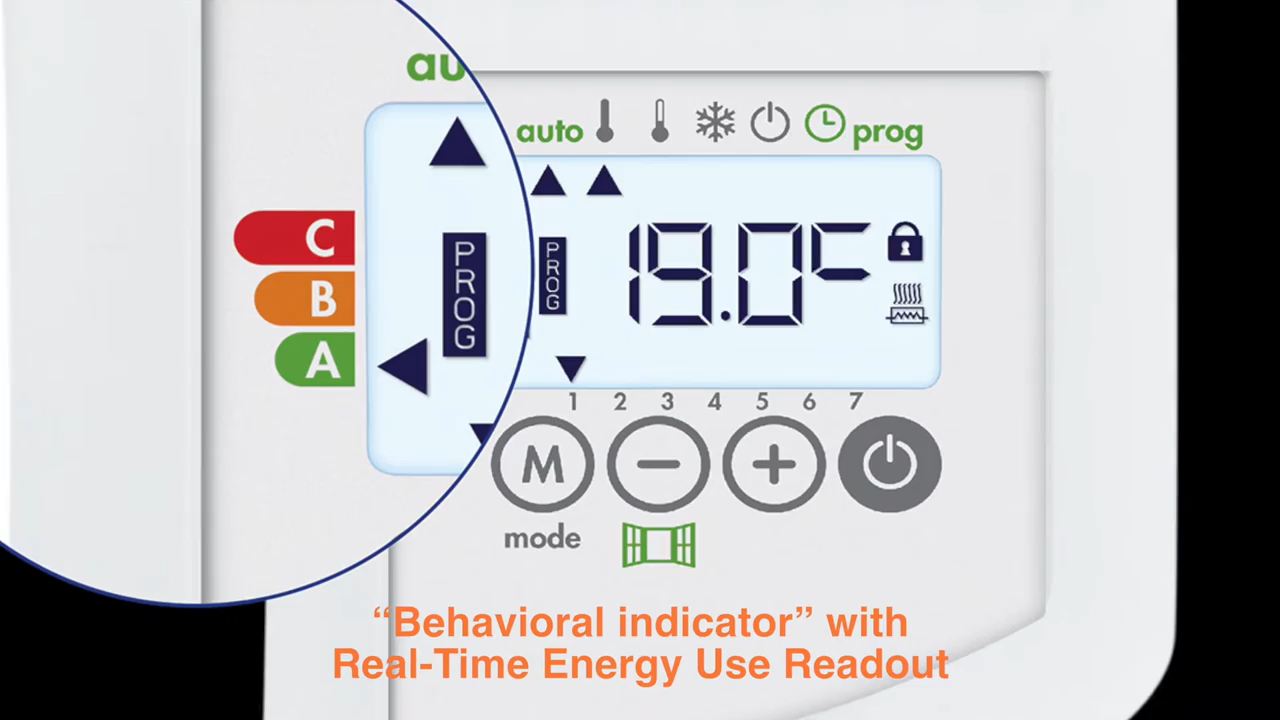 au
auto
prog
C
B
A
PROG
PROG
19.0c
1 2 3 4 5 6 7
M
mode
“Behavioral indicator” with
Real-Time Energy Use Readout